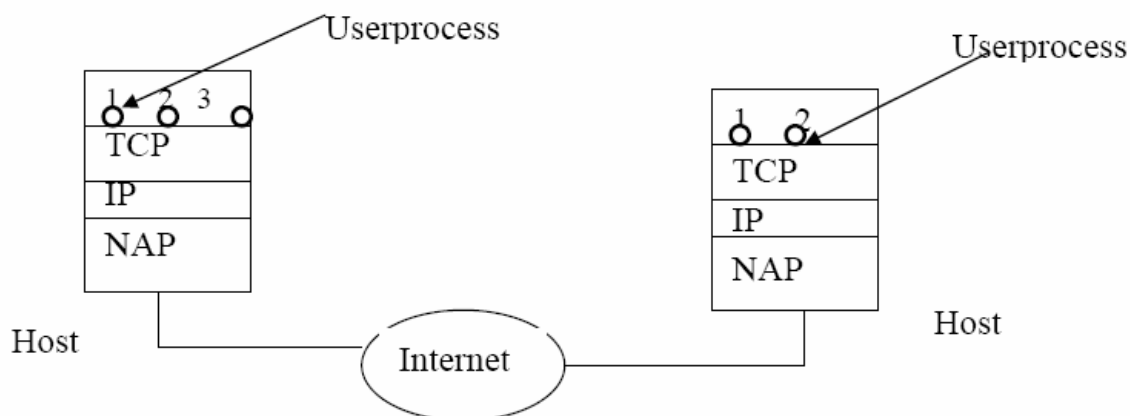 Userprocess
Userprocess
1 2 3
TCP
IP
NAP
1 2
TCP
IP
NAP
Host
Internet
Host